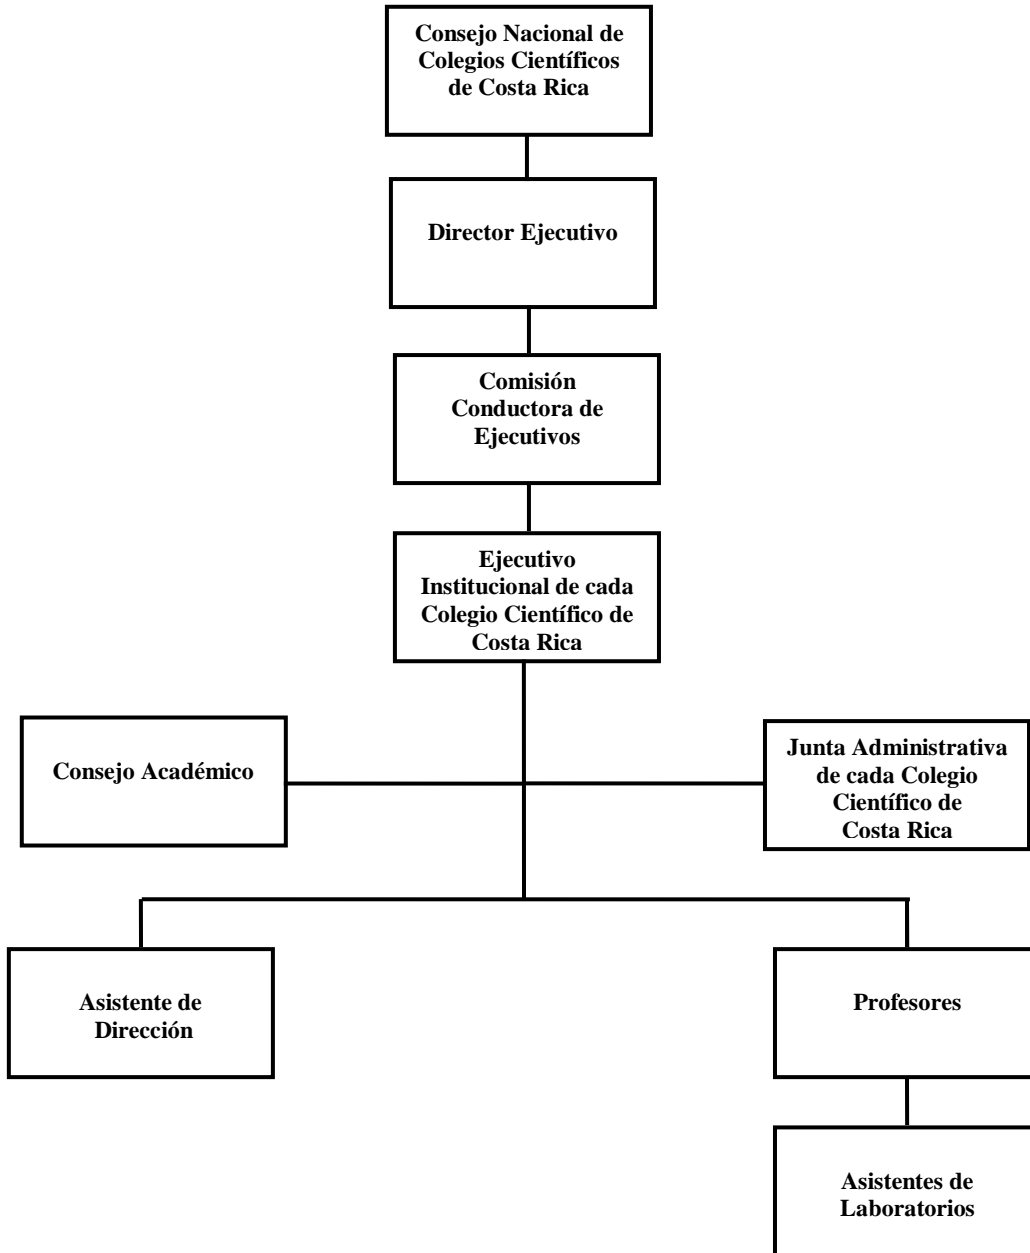 Consejo Nacional de
Colegios Científicos
de Costa Rica
Director Ejecutivo
Comisión
Conductora de
Ejecutivos
Ejecutivo
Institucional de cada
Colegio Científico de
Costa Rica
Consejo Académico
Junta Administrativa
de cada Colegio
Científico de
Costa Rica
Asistente de
Dirección
Profesores
Asistentes de
Laboratorios